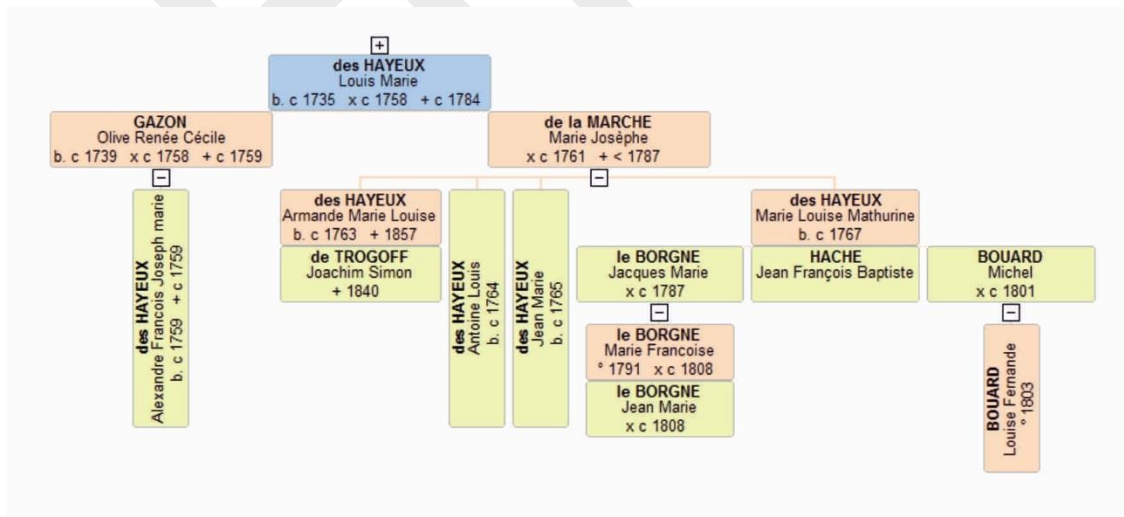 des HAYEUX
Louis Marie
b. c 1735 x c 1758 + c 1784
GAZON
Olive Renée Cécile
b. c 1739 x c 1758 + c 1759
de la MARCHE
Marie Josèphe
x c 1761 + < 1787
des HAYEUX
Alexandre Francois Joseph marie
b. c 1759 + c 1759
des HAYEUX
Armande Marie Louise
b. c 1763 + 1857
de TROGOFF
Joachim Simon
+ 1840
des HAYEUX
Antoine Louis
b. c 1764
des HAYEUX
Jean Marie
b. c 1765
des HAYEUX
Marie Louise Mathurine
b. c 1767
le BORGNE
Jacques Marie
x c 1787
HACHE
Jean François Baptiste
BOUARD
Michel
x c 1801
le BORGNE
Marie Francoise
° 1791 x c 1808
le BORGNE
Jean Marie
x c 1808
BOUARD
Louise Fernande
° 1803